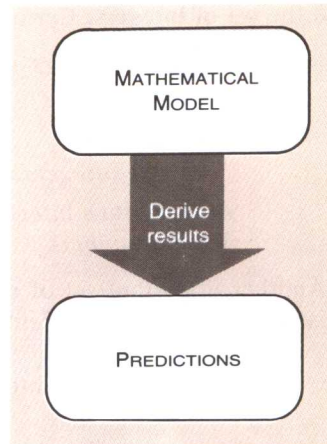 MATHEMATICAL
MODEL
Derive
results
PREDICTIONS